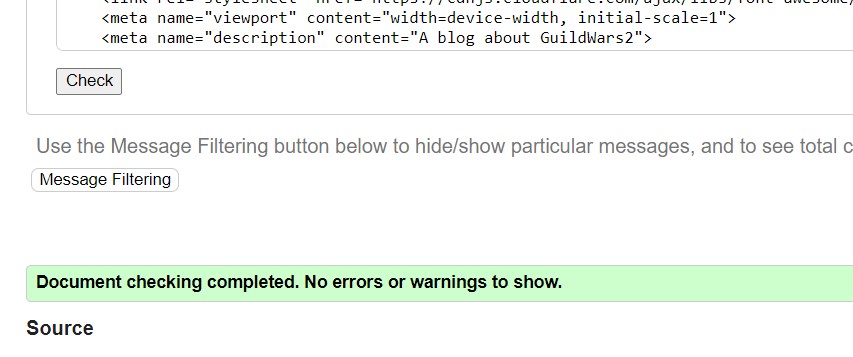 <meta name="viewport" content="width=device-width, initial-scale=1">
<meta name="description" content="A blog about GuildWars2">
Check
Use the Message Filtering button below to hide/show particular messages, and to see total c
Message Filtering
Document checking completed. No errors or warnings to show.
Source